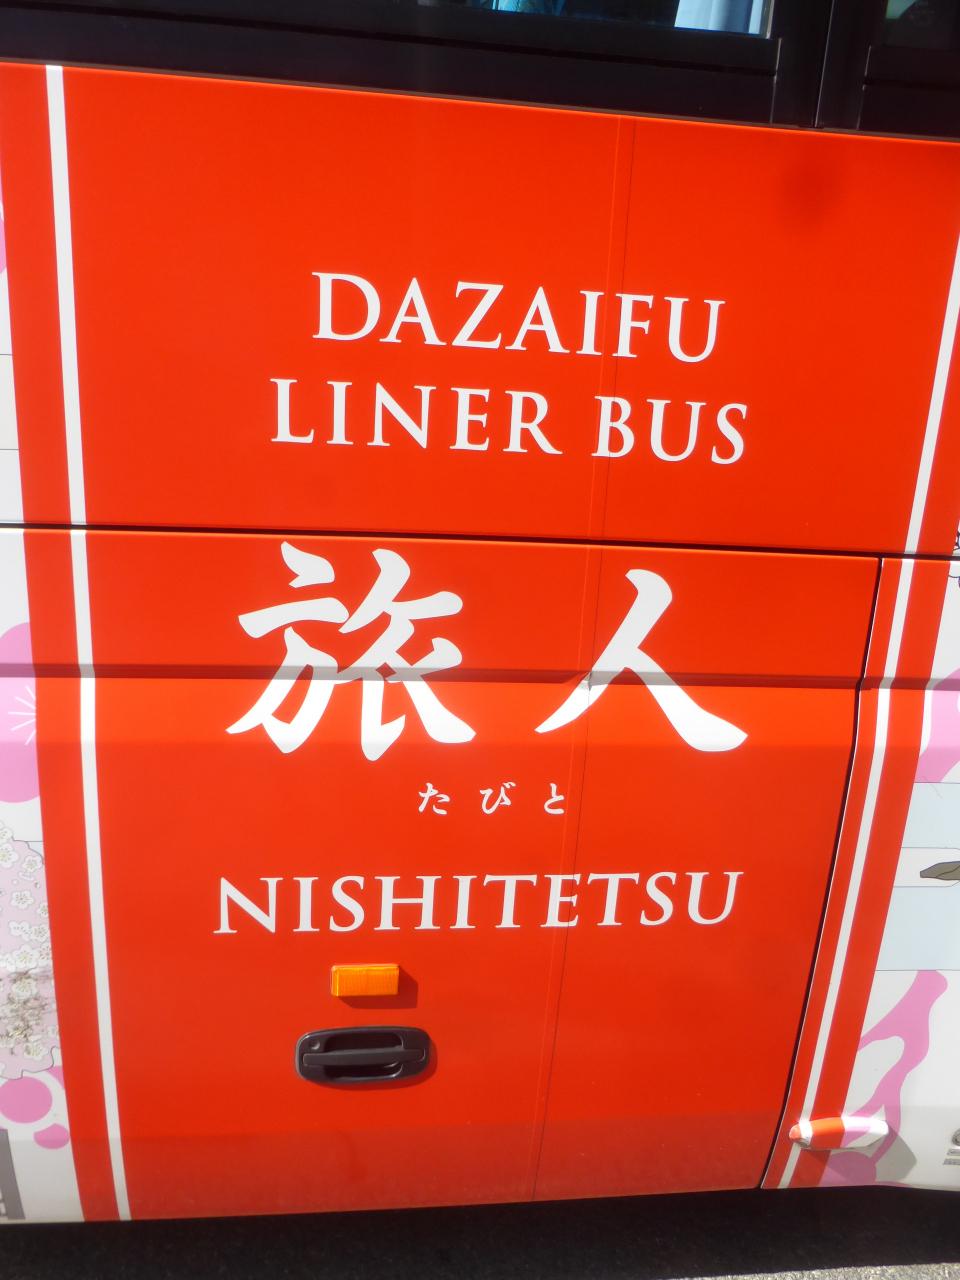 DAZAIFU
LINER BUS
旅人
たびと
NISHITETSU